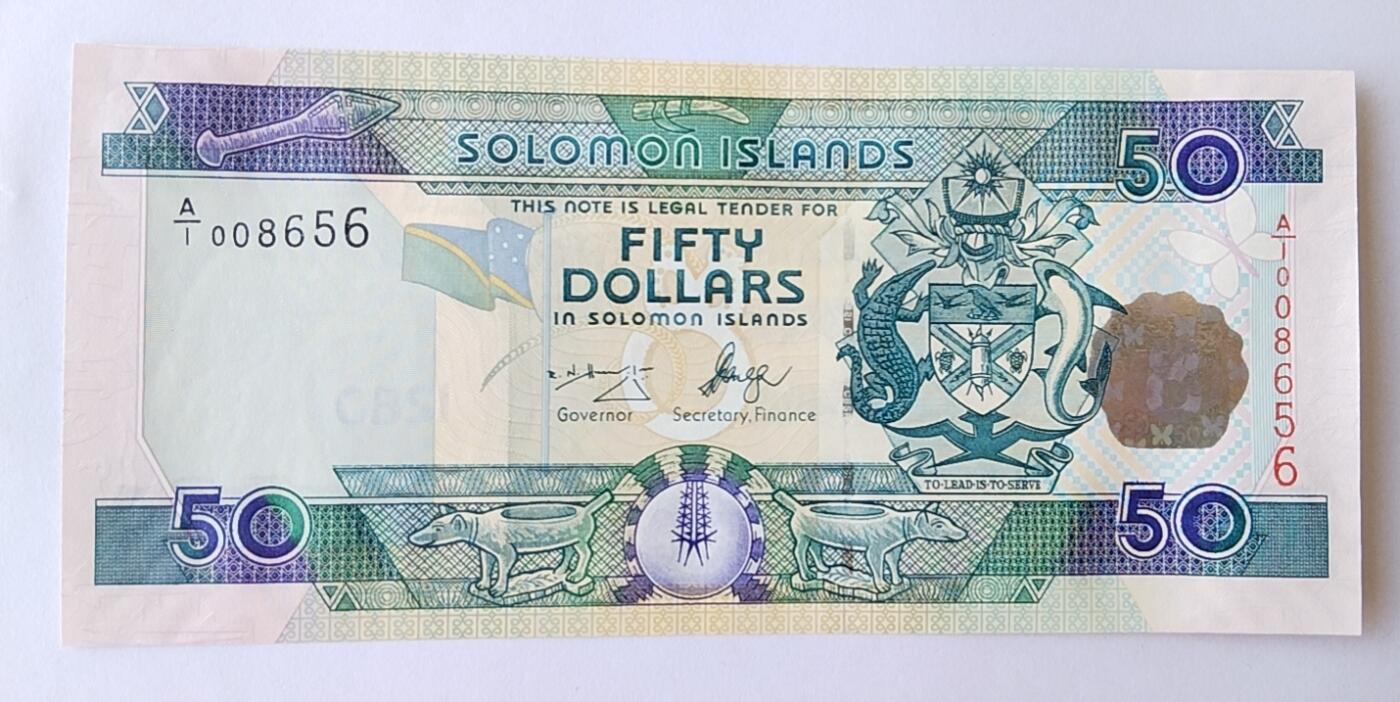 SOLOMON ISLANDS
50
A/1 008656
THIS NOTE IS LEGAL TENDER FOR
FIFTY
DOLLARS
IN SOLOMON ISLANDS
Governor
Secretary, Finance
CBSI
TO·LEAD·IS·TO·SERVE
A/1 008656
50
50